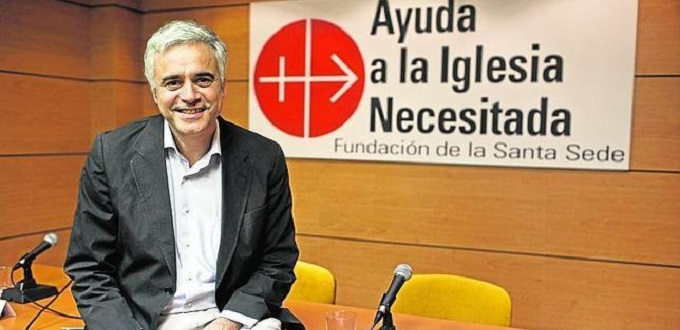 Ayuda
a la Iglesia
Necesitada
Fundación de la Santa Sede